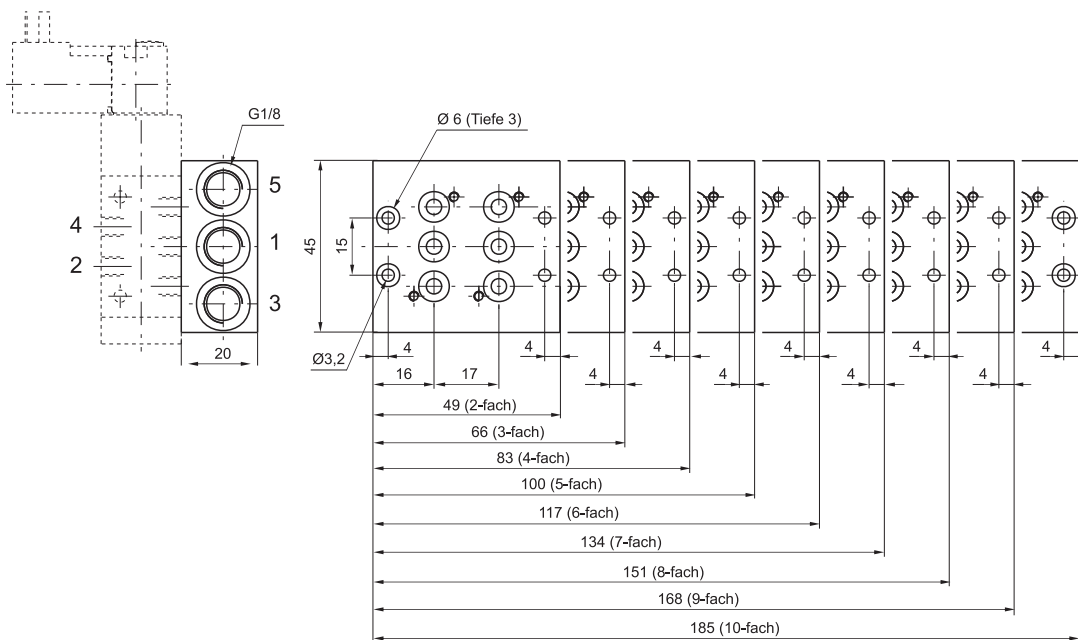 G1/8
Ø 6 (Tiefe 3)
5
4
1
2
3
45
15
20
Ø3,2
4
4
4
4
4
4
4
4
4
4
16
17
49 (2-fach)
66 (3-fach)
83 (4-fach)
100 (5-fach)
117 (6-fach)
134 (7-fach)
151 (8-fach)
168 (9-fach)
185 (10-fach)